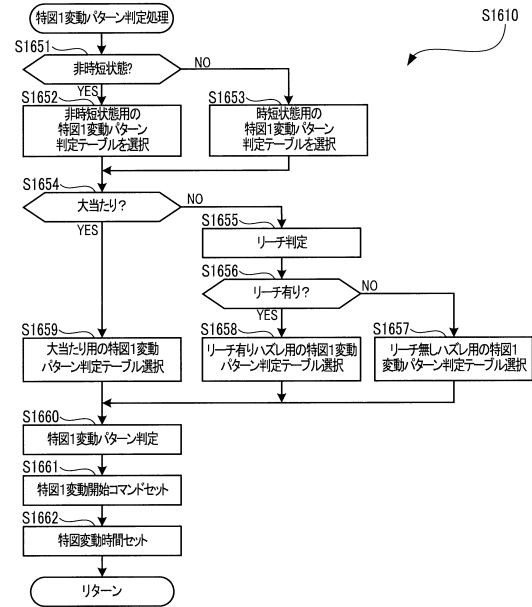 特図1変動パターン判定処理
S1610
S1651
非時短状態?
NO
YES
S1652
非時短状態用の
特図1変動パターン
判定テーブルを選択
S1653
時短状態用の
特図1変動パターン
判定テーブルを選択
S1654
大当たり?
NO
YES
S1655
リーチ判定
S1656
リーチ有り?
NO
YES
S1659
大当たり用の特図1変動
パターン判定テーブル選択
S1658
リーチ有りハズレ用の特図1変動
パターン判定テーブル選択
S1657
リーチ無しハズレ用の特図1
変動パターン判定テーブル選択
S1660
特図1変動パターン判定
S1661
特図1変動開始コマンドセット
S1662
特図変動時間セット
リターン